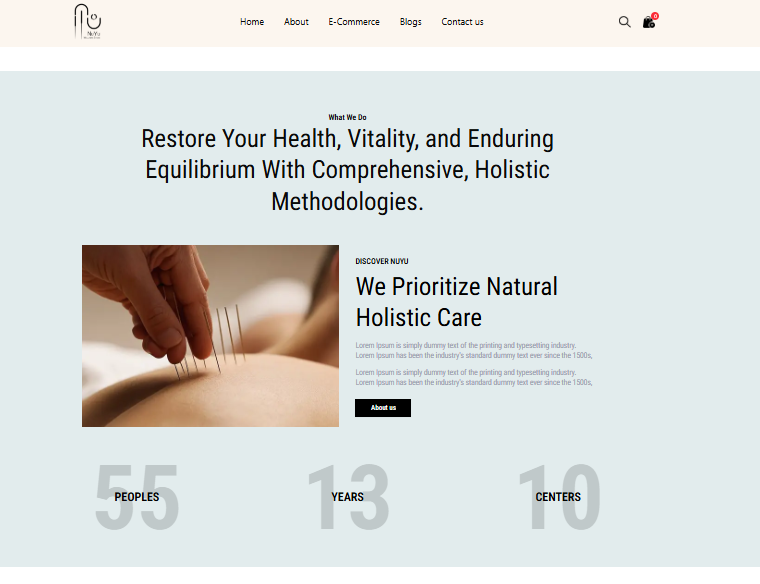 NuYu
Home About E-Commerce Blogs Contact us
0
What We Do
Restore Your Health, Vitality, and Enduring
Equilibrium With Comprehensive, Holistic
Methodologies.
DISCOVER NUYU
We Prioritize Natural
Holistic Care
Lorem Ipsum is simply dummy text of the printing and typesetting industry.
Lorem Ipsum has been the industry's standard dummy text ever since the 1500s,
Lorem Ipsum is simply dummy text of the printing and typesetting industry.
Lorem Ipsum has been the industry's standard dummy text ever since the 1500s,
About us
55 13 10
PEOPLES YEARS CENTERS